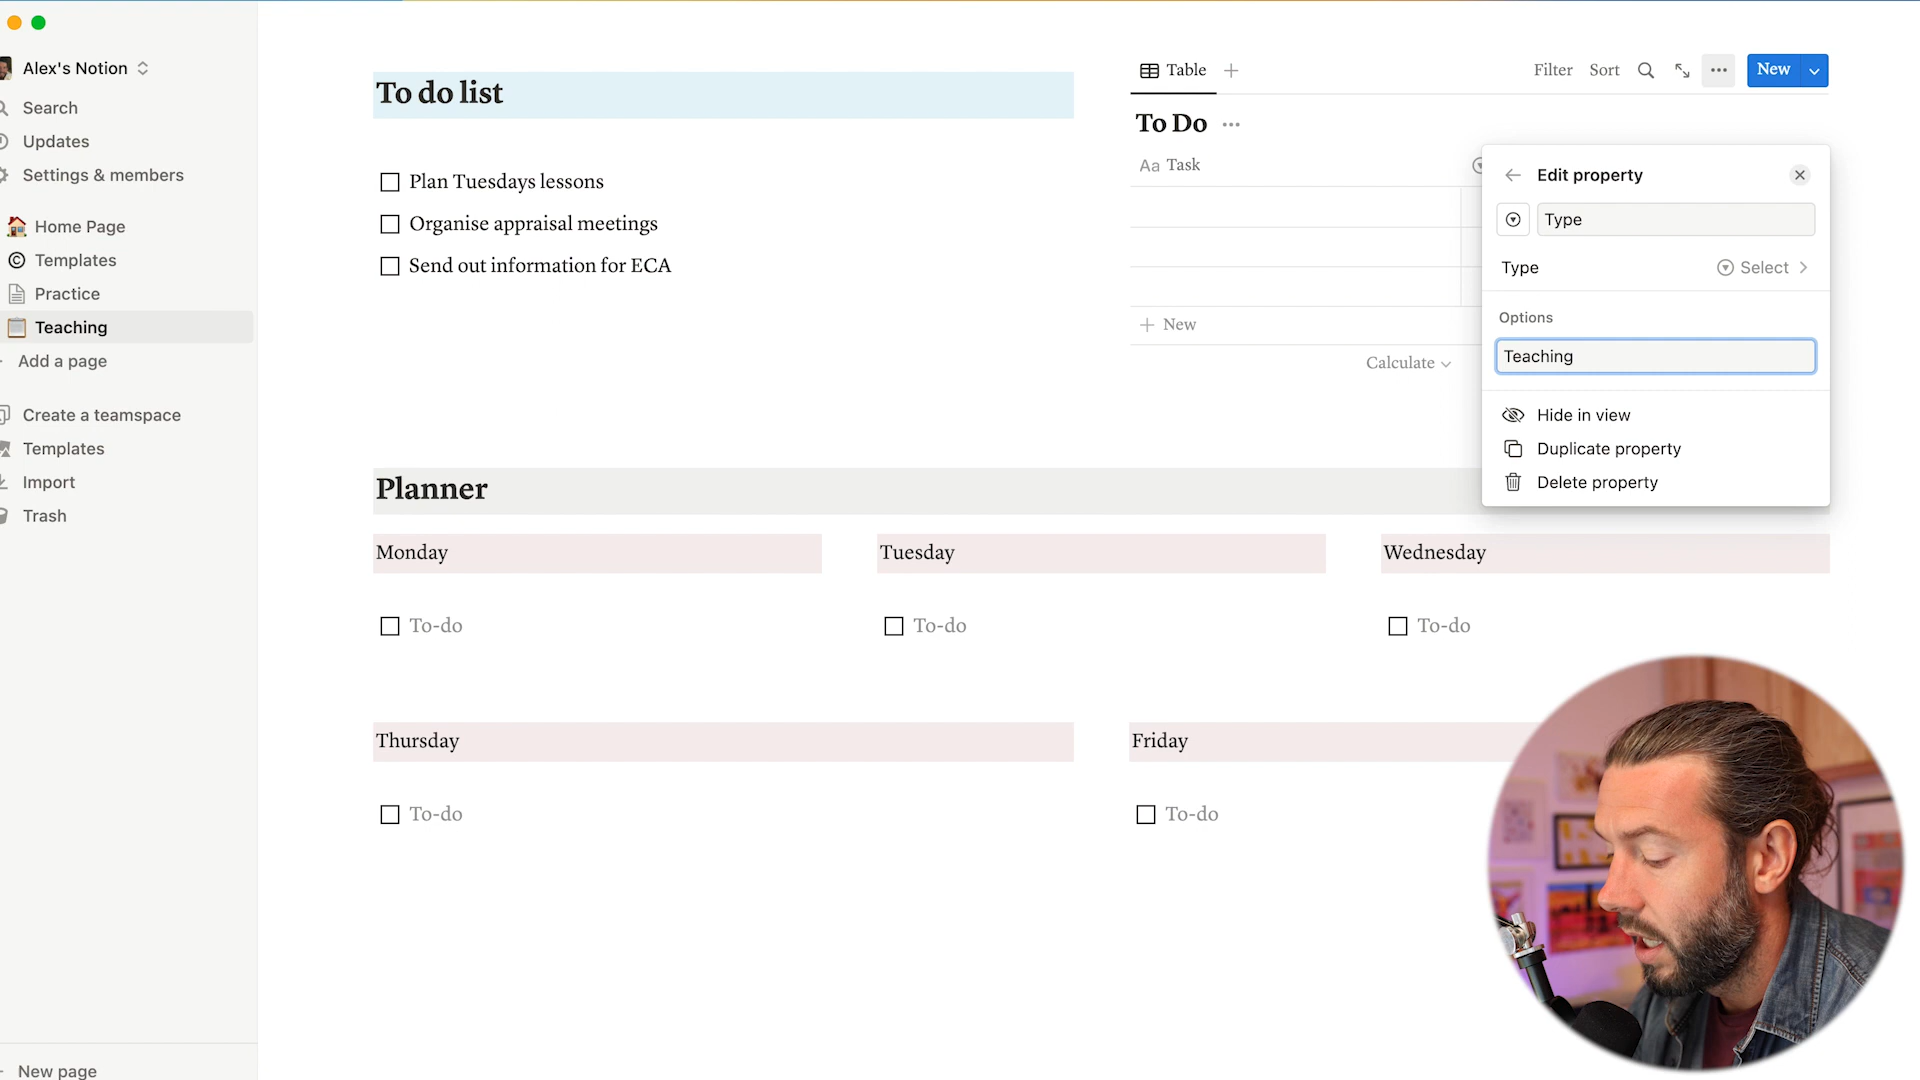 Alex's Notion
Search
Updates
Settings & members
Home Page
Templates
Practice
Teaching
Add a page
Create a teamspace
Templates
Import
Trash
New page
To do list
Plan Tuesdays lessons
Organise appraisal meetings
Send out information for ECA
Table
Filter Sort New
To Do
Aa Task
New
Calculate
Edit property
Type
Type Select
Options
Teaching
Hide in view
Duplicate property
Delete property
Planner
Monday Tuesday Wednesday
To-do To-do To-do
Thursday Friday
To-do To-do